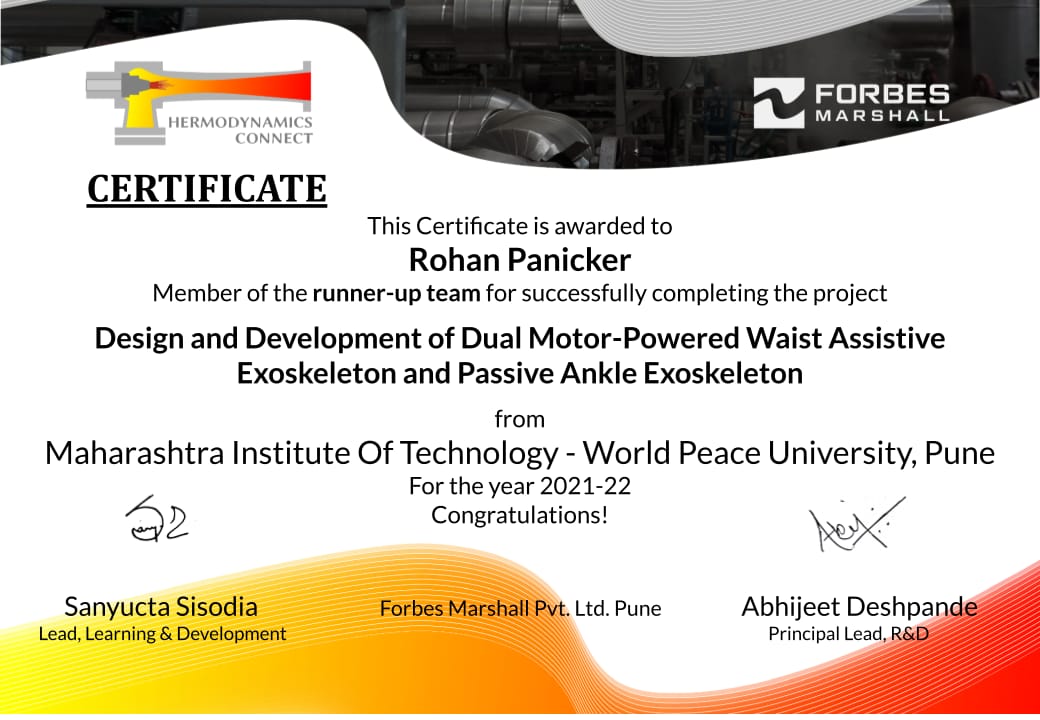 HERMODYNAMICS
CONNECT
FORBES
MARSHALL
CERTIFICATE
This Certificate is awarded to
Rohan Panicker
Member of the runner-up team for successfully completing the project
Design and Development of Dual Motor-Powered Waist Assistive
Exoskeleton and Passive Ankle Exoskeleton
from
Maharashtra Institute Of Technology - World Peace University, Pune
For the year 2021-22
Congratulations!
Sanyucta Sisodia
Lead, Learning & Development
Forbes Marshall Pvt. Ltd. Pune
Abhijeet Deshpande
Principal Lead, R&D